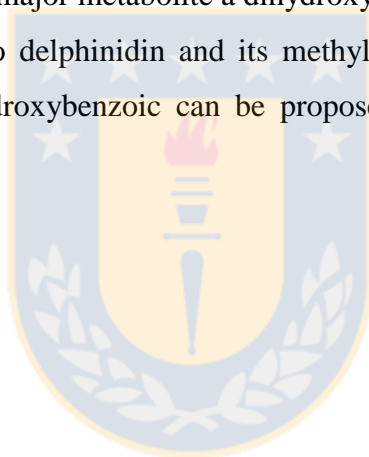 major metabolite a dihydroxy
delphinidin and its methyl
droxybenzoic can be propose